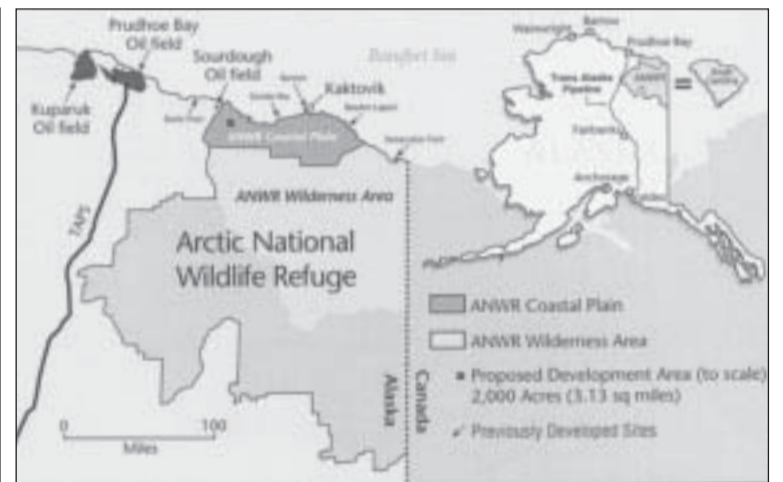 Prudhoe Bay
Oil field
Sourdough
Oil field
Kaktovik
Kuparuk
Oil field
TAPS
ANWR Wilderness Area
Arctic National
Wildlife Refuge
Alaska
Canada
0 100
Miles
Beaufort Sea
Wainwright
Barrow
Prudhoe Bay
Trans Alaska
Pipeline
ANWR
=
Fairbanks
Anchorage
ANWR Coastal Plain
ANWR Wilderness Area
Proposed Development Area (to scale)
2,000 Acres (3.13 sq miles)
Previously Developed Sites